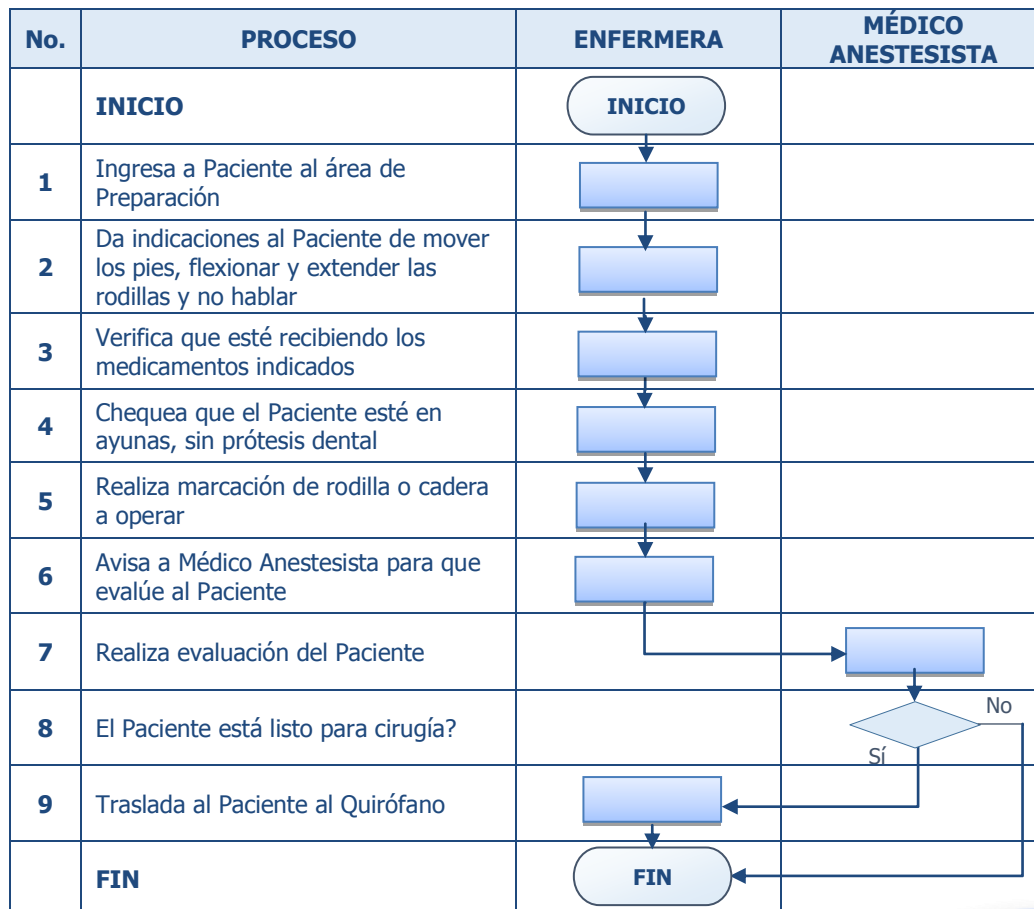 No.
PROCESO
ENFERMERA
MÉDICO
ANESTESISTA
INICIO
INICIO
1
Ingresa a Paciente al área de
Preparación
2
Da indicaciones al Paciente de mover
los pies, flexionar y extender las
rodillas y no hablar
3
Verifica que esté recibiendo los
medicamentos indicados
4
Chequea que el Paciente esté en
ayunas, sin prótesis dental
5
Realiza marcación de rodilla o cadera
a operar
6
Avisa a Médico Anestesista para que
evalúe al Paciente
7
Realiza evaluación del Paciente
8
El Paciente está listo para cirugía?
No
Sí
9
Traslada al Paciente al Quirófano
FIN
FIN